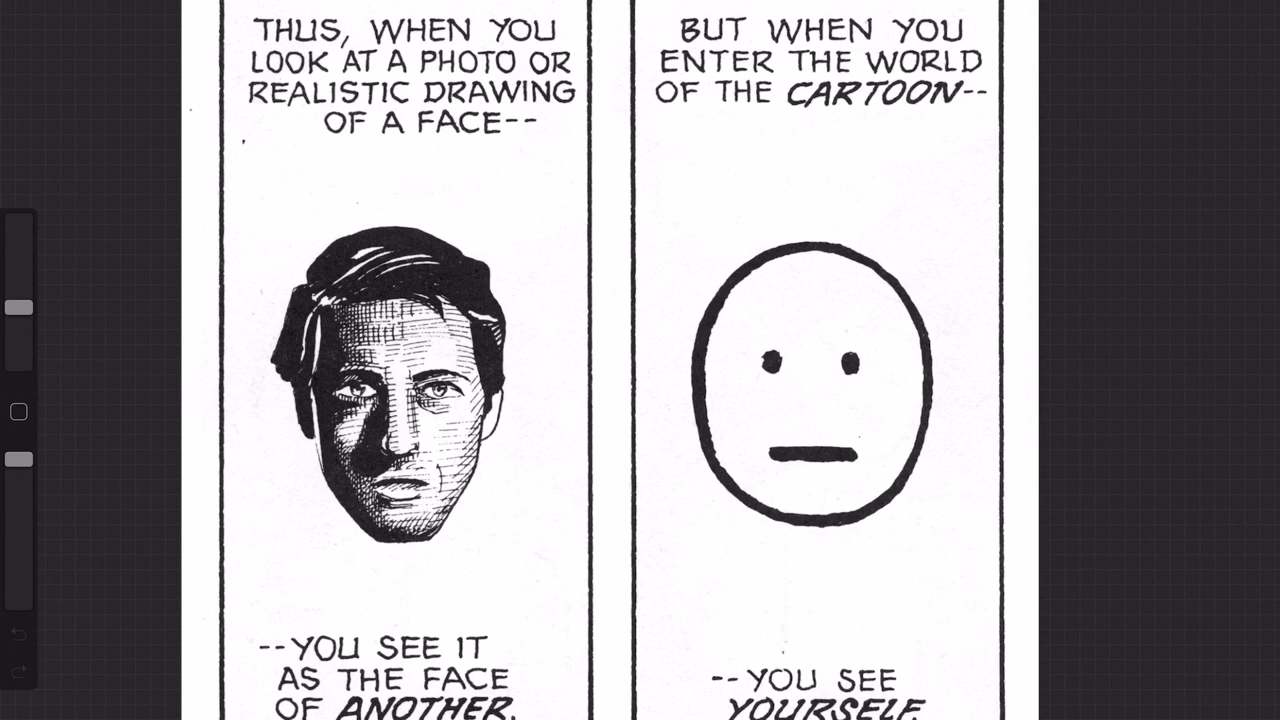 THUS, WHEN YOU
LOOK AT A PHOTO OR
REALISTIC DRAWING
OF A FACE--
--YOU SEE IT
AS THE FACE
OF ANOTHER.
BUT WHEN YOU
ENTER THE WORLD
OF THE CARTOON--
--YOU SEE
YOURSELF.